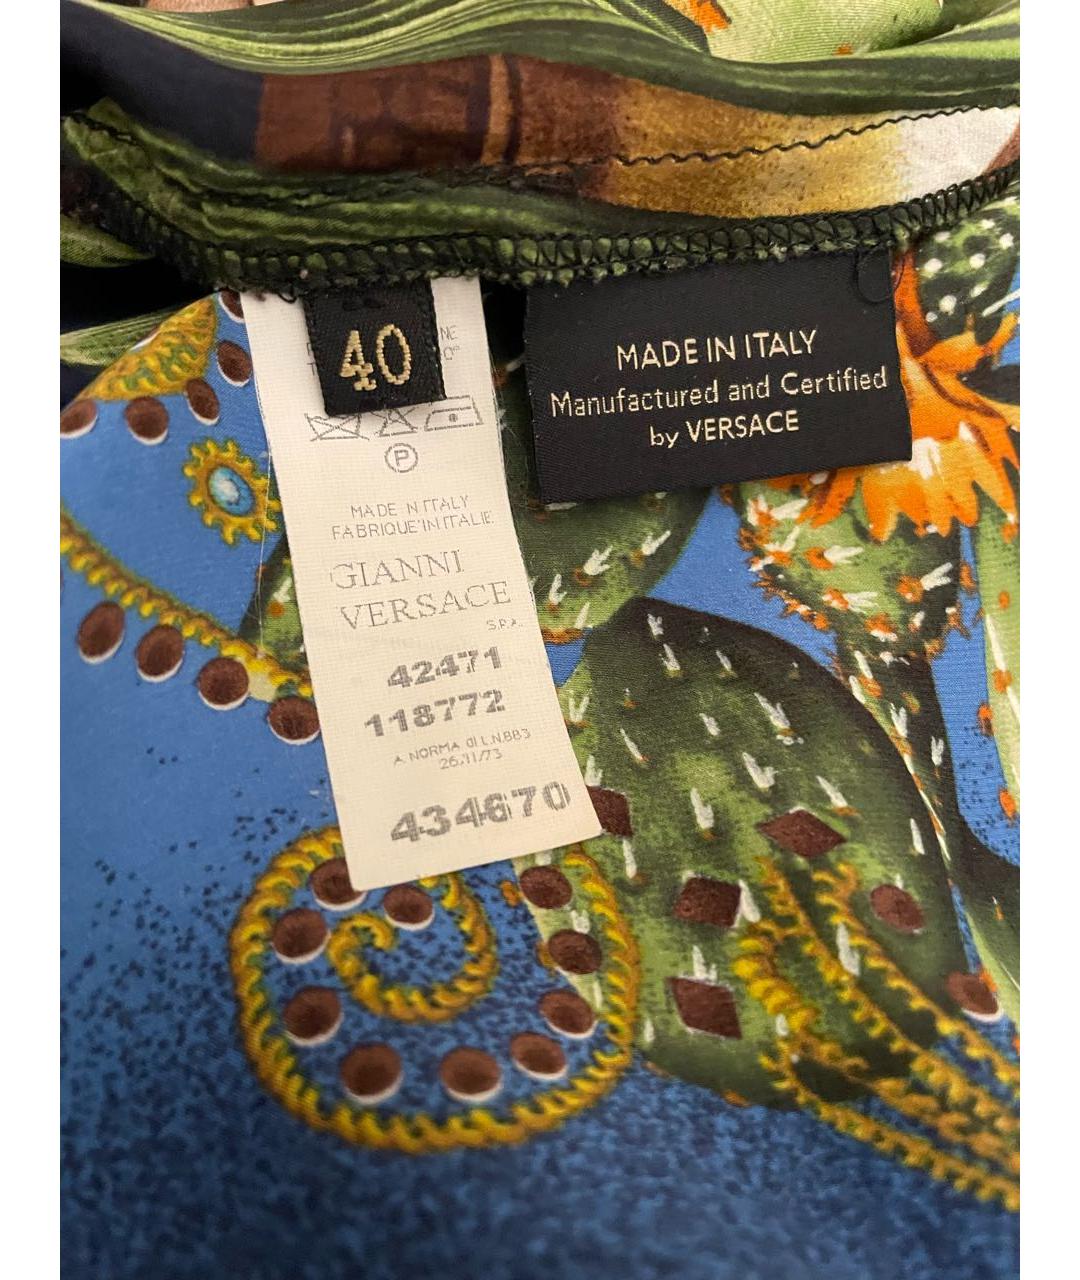 40
MADE IN ITALY
Manufactured and Certified
by VERSACE
P
MADE IN ITALY
FABRIQUE' IN ITALIE
GIANNI
VERSACE
S.P.A.
42471
118772
A NORMA di L.N.883
26/11/73
434670